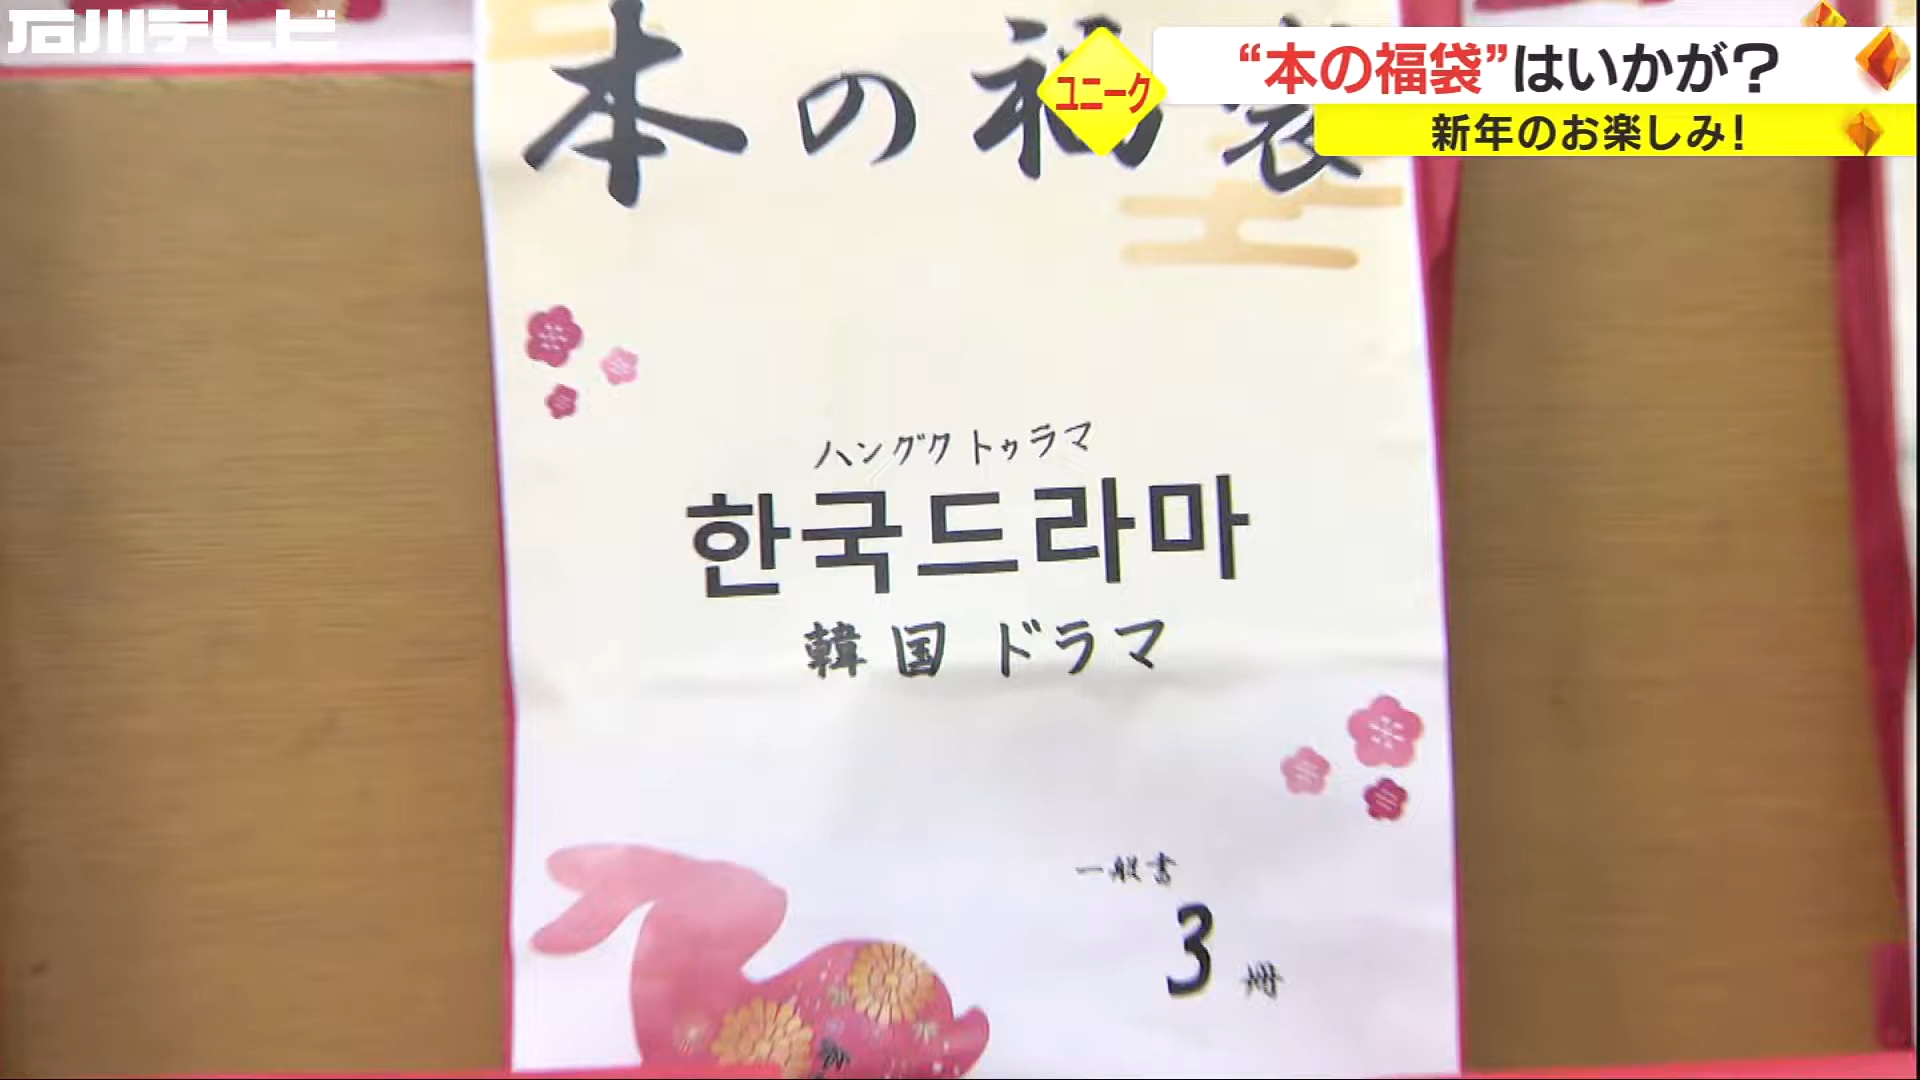 石川テレビ
ユニーク
“本の福袋”はいかが?
新年のお楽しみ!
本の福袋
ハングク トゥラマ
한국드라마
韓国ドラマ
一般書
3冊